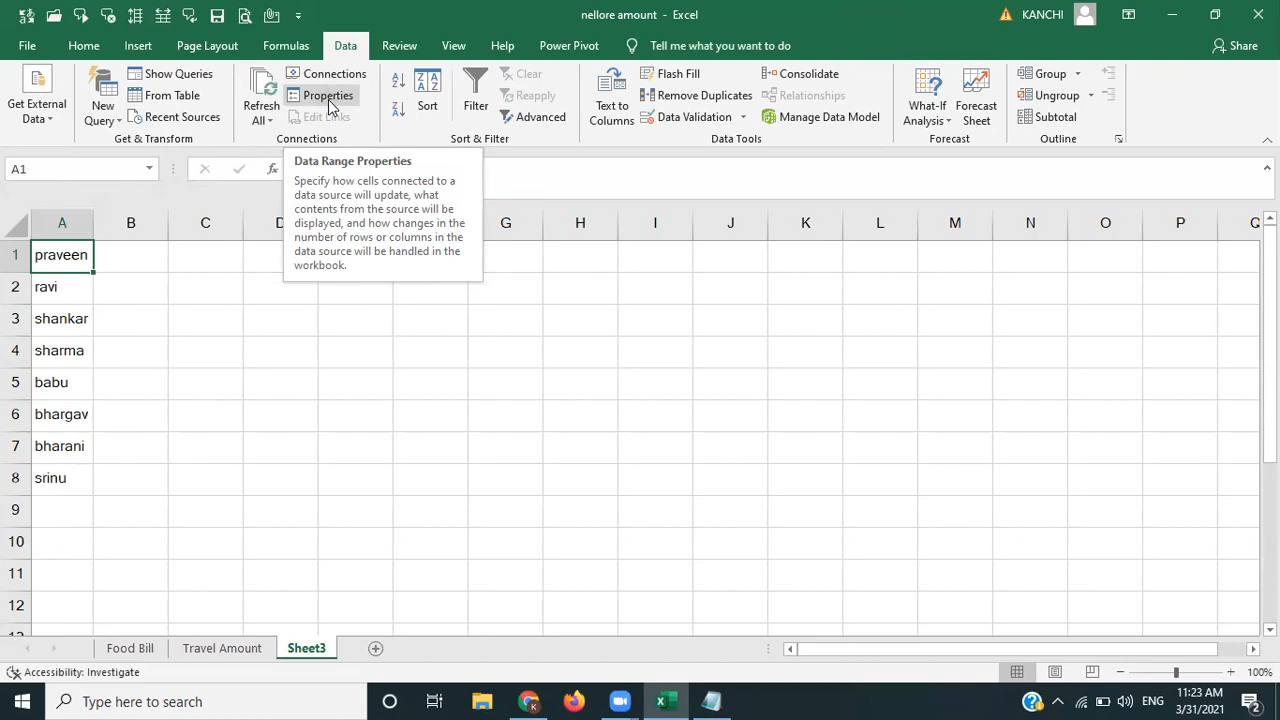 nellore amount - Excel
KANCHI
File Home Insert Page Layout Formulas Data Review View Help Power Pivot Tell me what you want to do Share
Get External Data
New Query
Show Queries
From Table
Recent Sources
Get & Transform
Refresh All
Connections
Properties
Edit Links
Connections
Sort
Filter
Clear
Reapply
Advanced
Sort & Filter
Text to Columns
Flash Fill
Remove Duplicates
Data Validation
Consolidate
Relationships
Manage Data Model
Data Tools
What-If Analysis
Forecast Sheet
Forecast
Group
Ungroup
Subtotal
Outline
A1
fx
Data Range Properties
Specify how cells connected to a
data source will update, what
contents from the source will be
displayed, and how changes in the
number of rows or columns in the
data source will be handled in the
workbook.
A B C D G H I J K L M N O P Q
1 praveen
2 ravi
3 shankar
4 sharma
5 babu
6 bhargav
7 bharani
8 srinu
9
10
11
12
Food Bill Travel Amount Sheet3
Accessibility: Investigate
100%
Type here to search
ENG
11:23 AM
3/31/2021
2